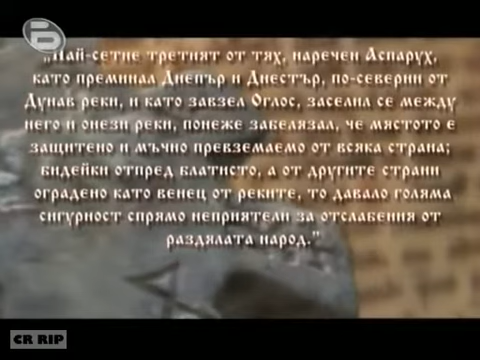 „Най-сетне третият от тях, наречен Аспарух,
като преминал Днепър и Днестър, по-северни от
Дунав реки, и като завзел Оглос, заселил се между
него и онези реки, понеже забелязал, че мястото е
защитено и мъчно превземаемо от всяка страна;
бидейки отпред блатисто, а от другите страни
оградено като венец от реките, то давало голяма
сигурност спрямо неприятели за отслабения от
раздялата народ."
CR RIP